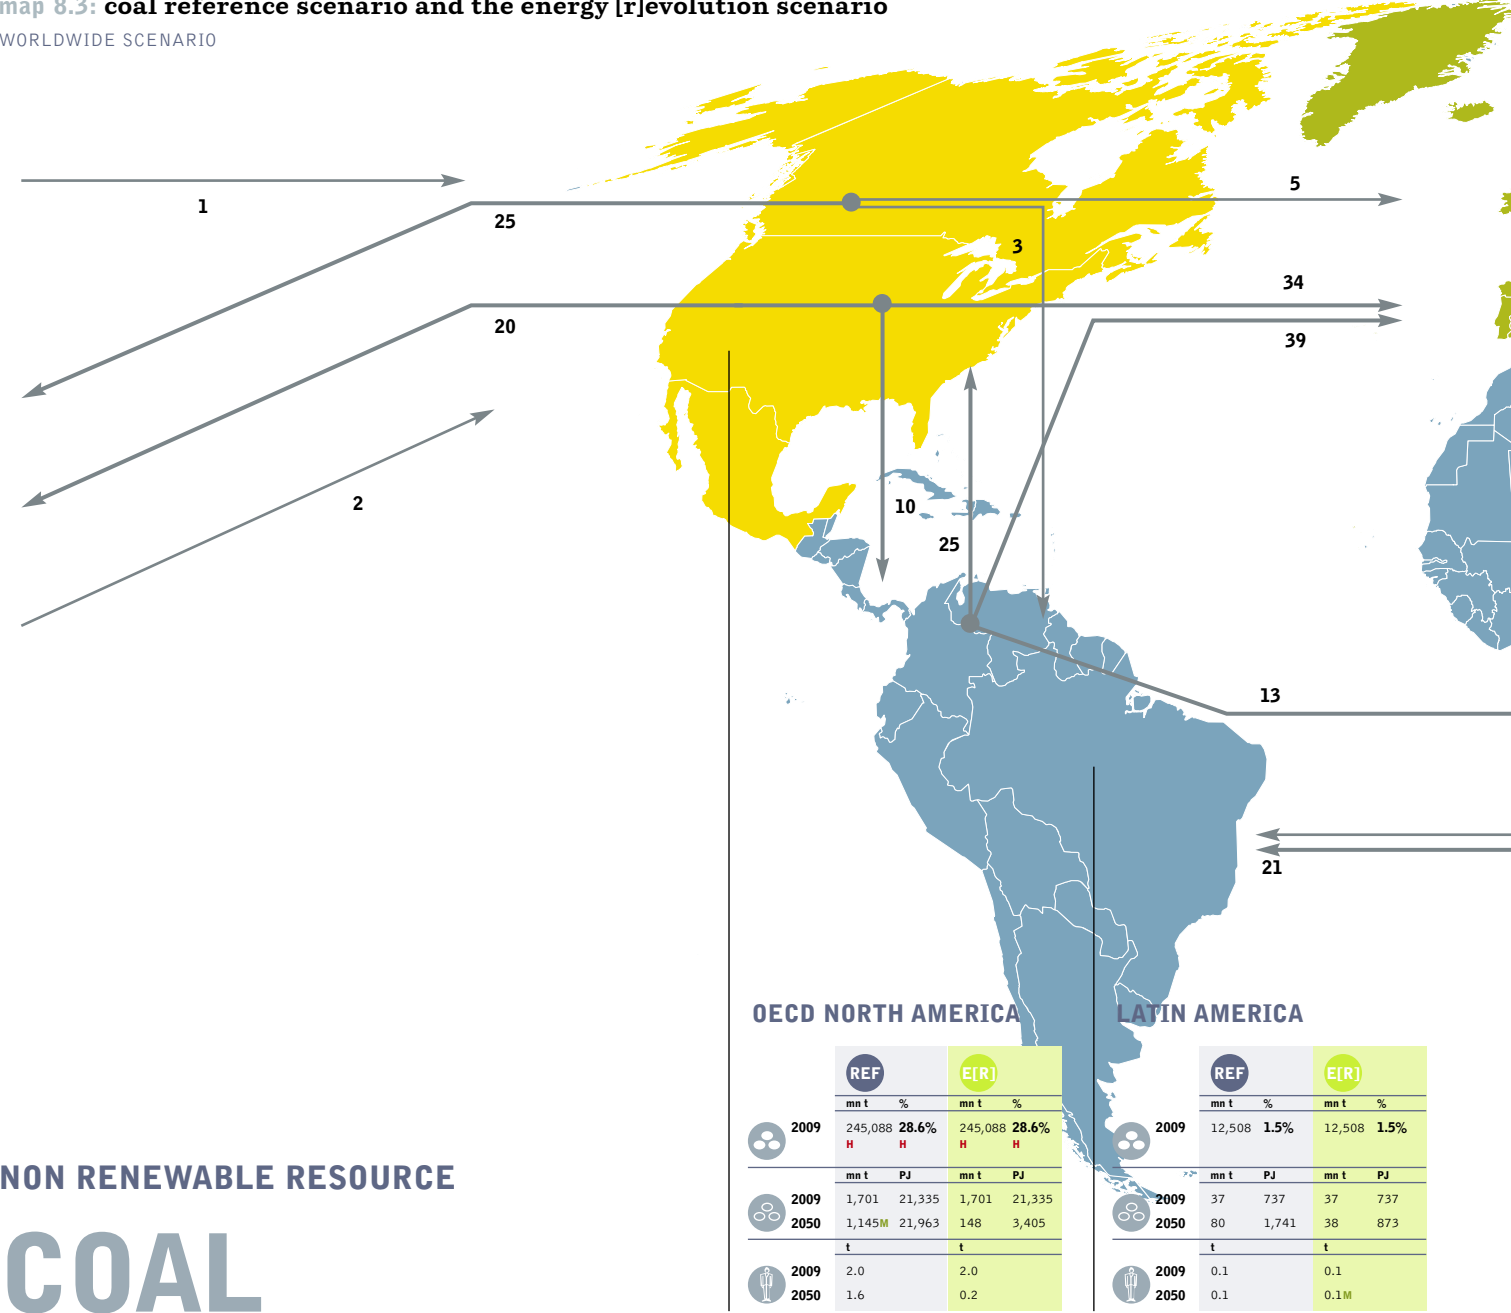 map 8.3: coal reference scenario and the energy [r]evolution scenario
WORLDWIDE SCENARIO
1
25
5
3
34
20
39
2
10
25
13
21
OECD NORTH AMERICA
REF E[R]
mn t % mn t %
2009 245,088 28.6% 245,088 28.6%
H H H H
mn t PJ mn t PJ
2009 1,701 21,335 1,701 21,335
2050 1,145M 21,963 148 3,405
t t
2009 2.0 2.0
2050 1.6 0.2
LATIN AMERICA
REF E[R]
mn t % mn t %
2009 12,508 1.5% 12,508 1.5%
mn t PJ mn t PJ
2009 37 737 37 737
2050 80 1,741 38 873
t t
2009 0.1 0.1
2050 0.1 0.1M
NON RENEWABLE RESOURCE
COAL